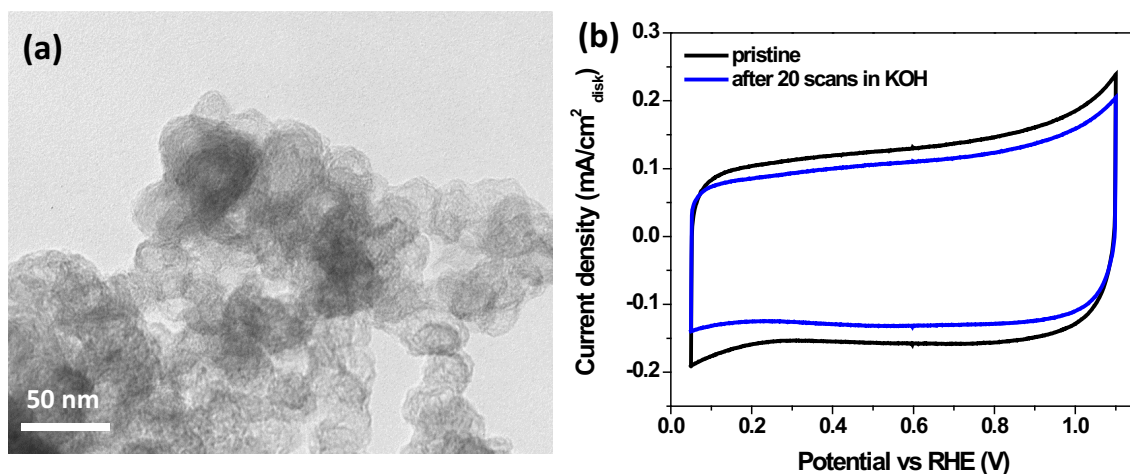 (a)
50 nm
(b)
pristine
after 20 scans in KOH
Current density (mA/cm² disk)
0.3
0.2
0.1
0.0
-0.1
-0.2
0.0 0.2 0.4 0.6 0.8 1.0
Potential vs RHE (V)